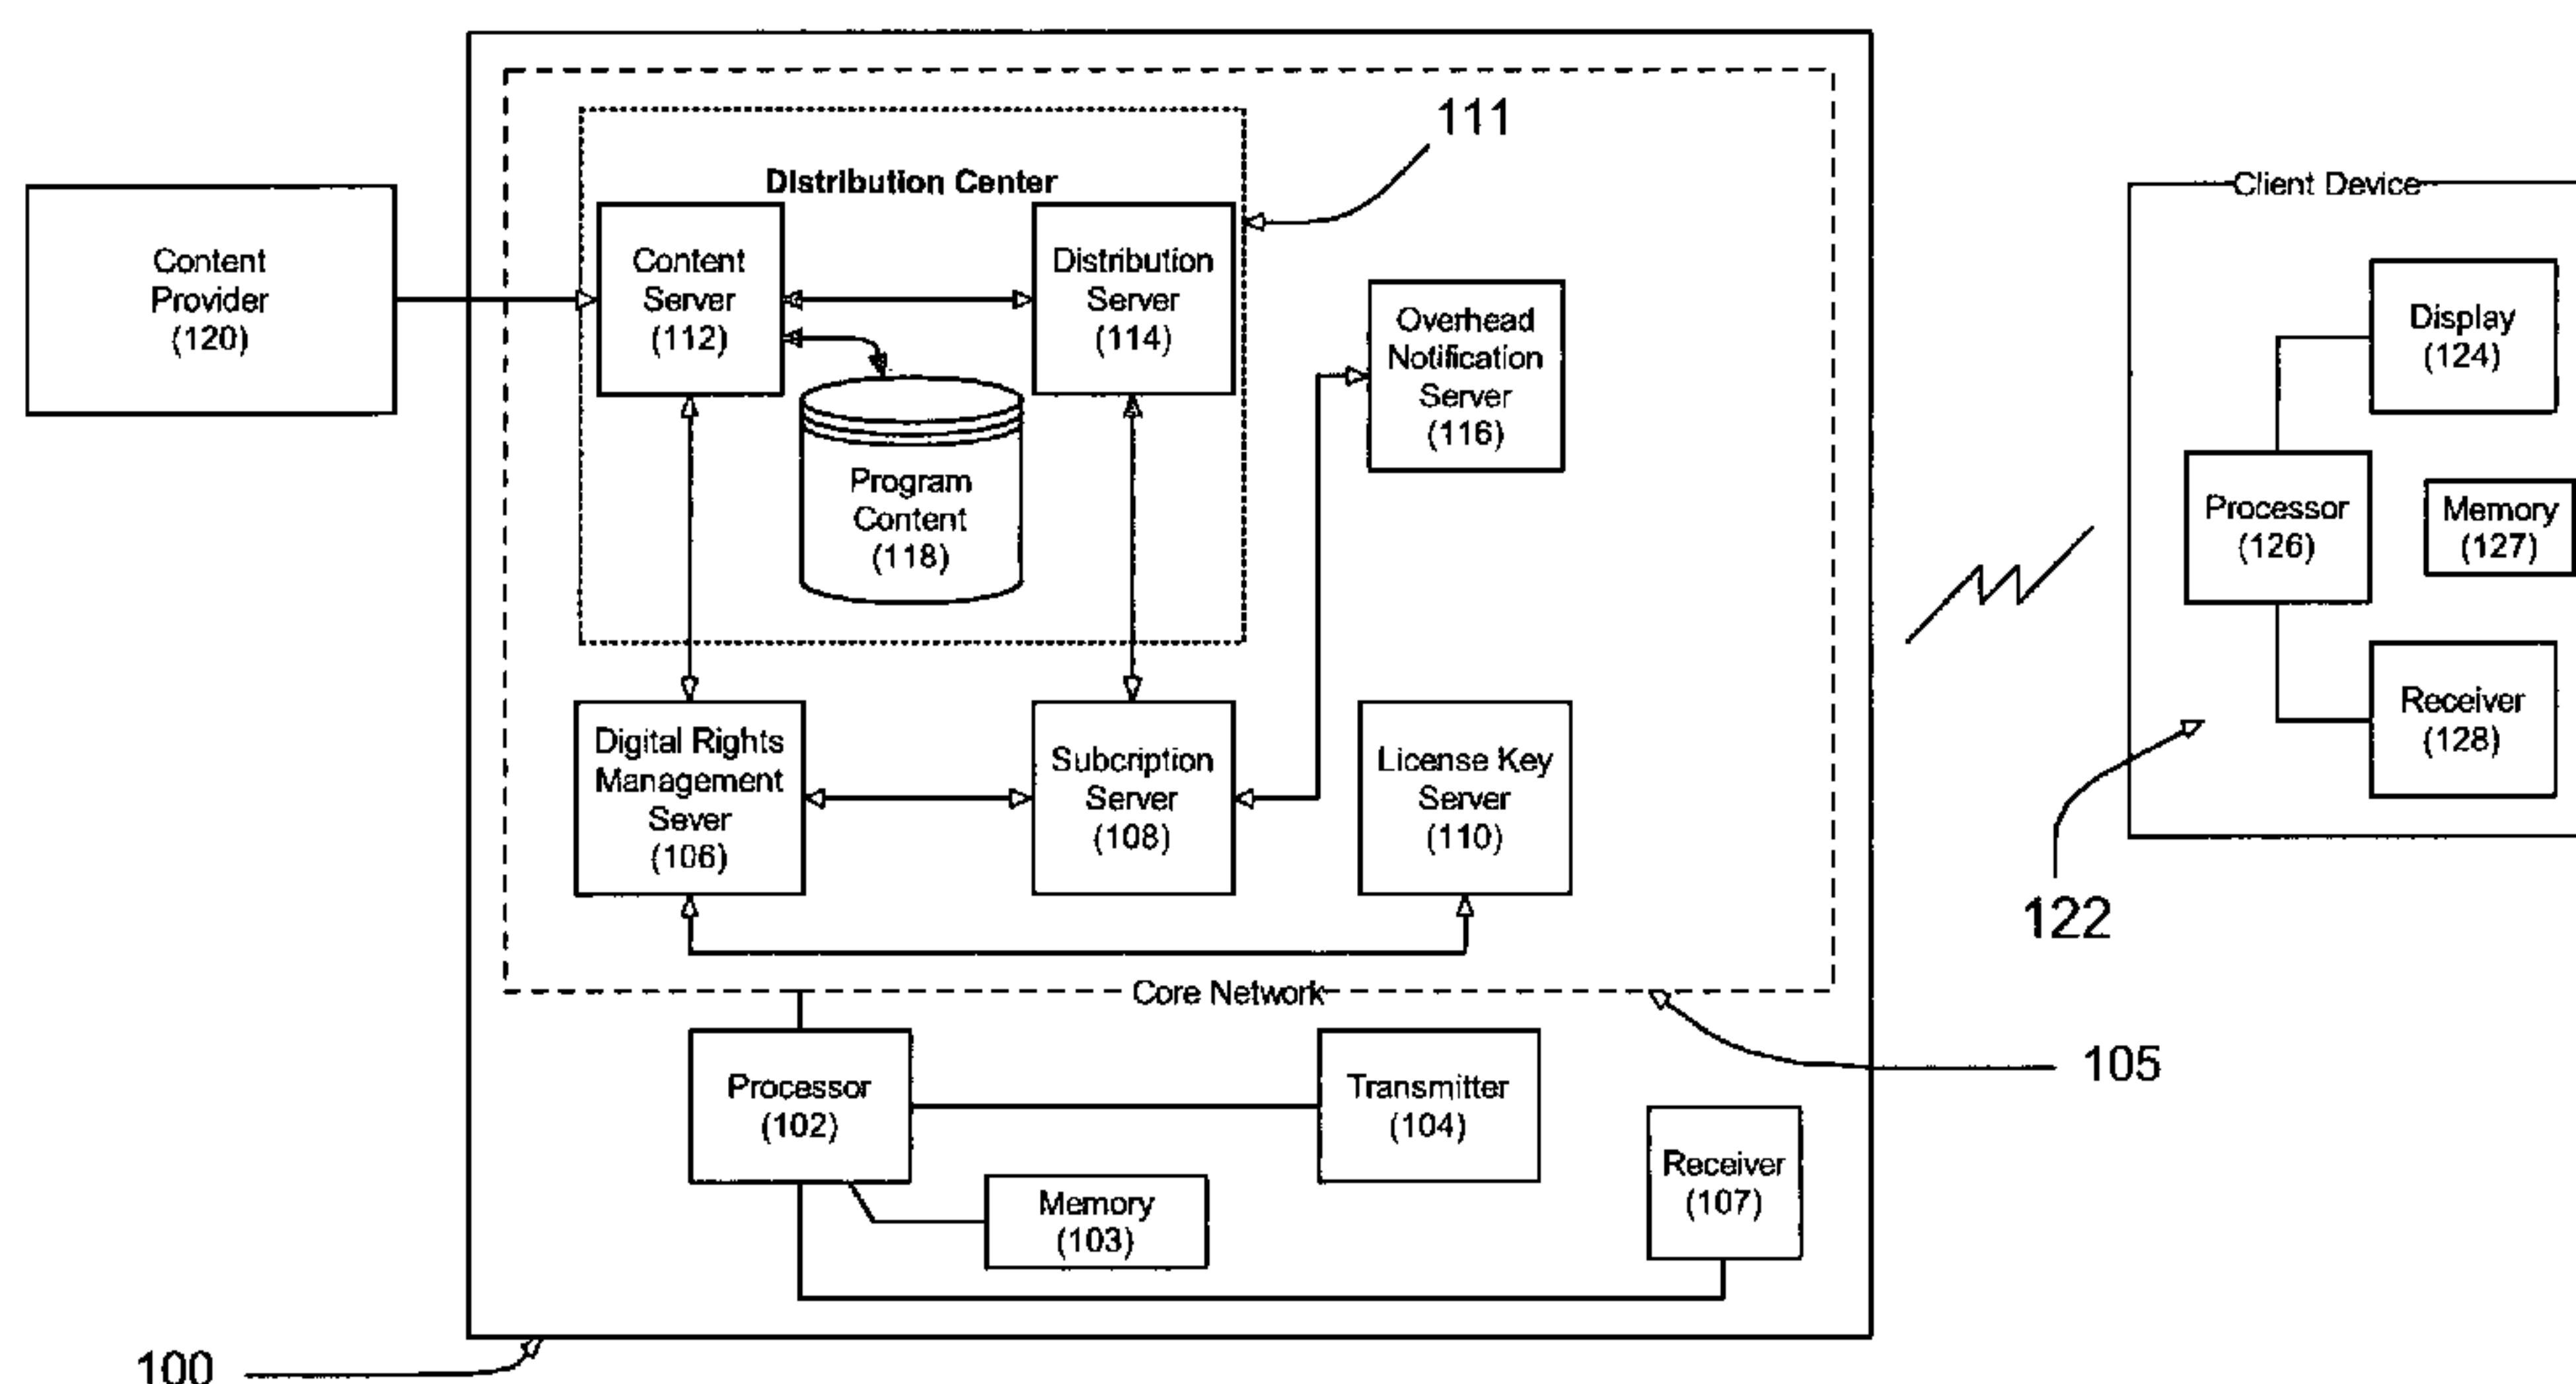 111
Distribution Center
Client Device
Content
Provider
(120)
Content
Server
(112)
Distribution
Server
(114)
Overhead
Notification
Server
(116)
Display
(124)
Program
Content
(118)
Processor
(126)
Memory
(127)
Digital Rights
Management
Sever
(106)
Subcription
Server
(108)
License Key
Server
(110)
Receiver
(128)
122
Core Network
105
Processor
(102)
Transmitter
(104)
Receiver
(107)
Memory
(103)
100